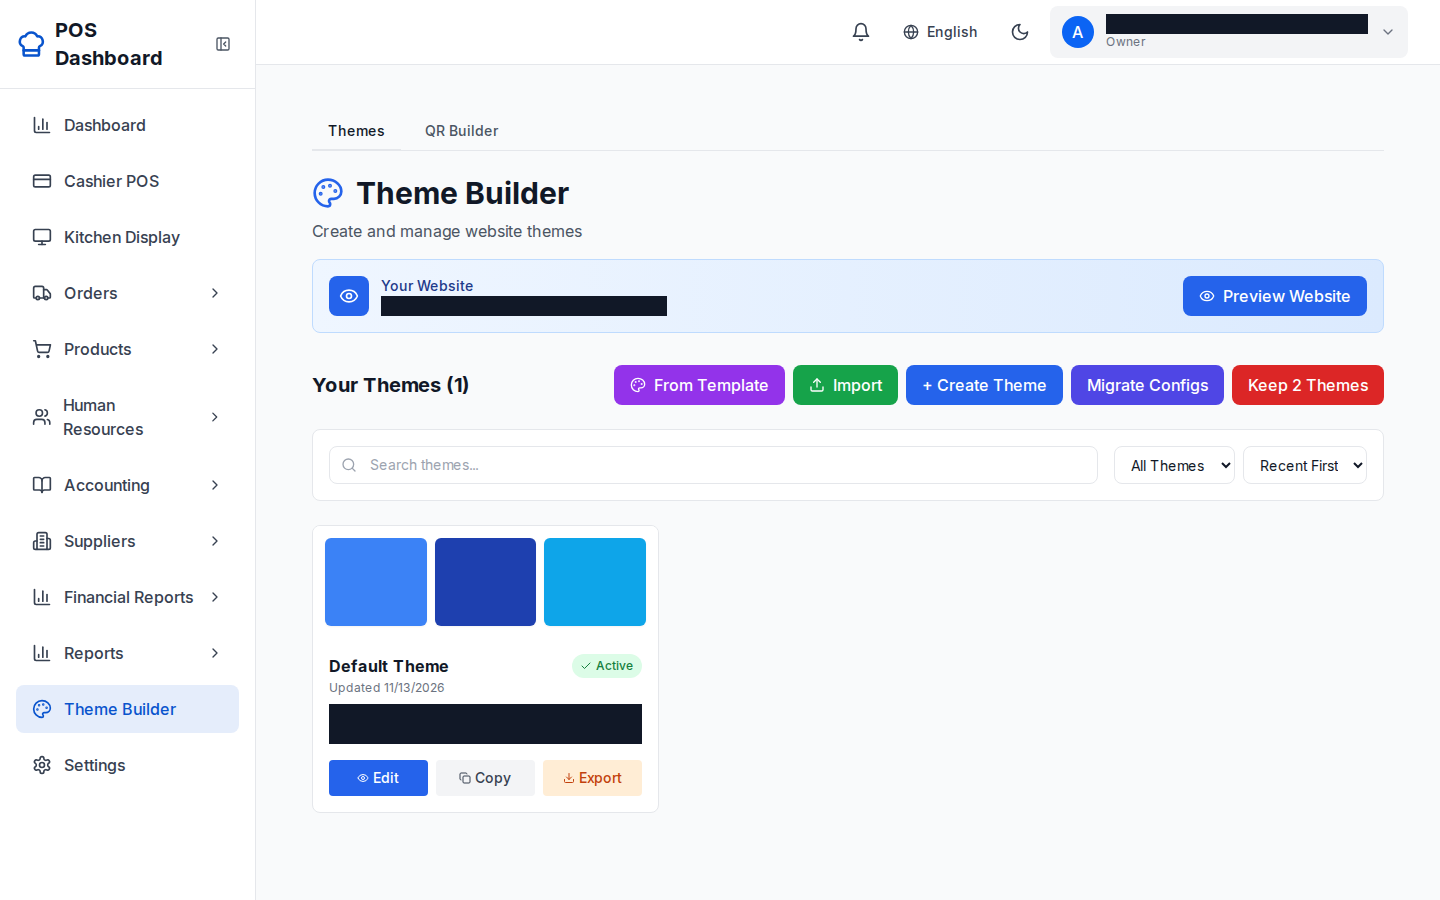 POS
Dashboard
English
A
Owner
Dashboard
Cashier POS
Kitchen Display
Orders
Products
Human
Resources
Accounting
Suppliers
Financial Reports
Reports
Theme Builder
Settings
Themes
QR Builder
Theme Builder
Create and manage website themes
Your Website
Preview Website
Your Themes (1)
From Template
Import
+ Create Theme
Migrate Configs
Keep 2 Themes
Search themes...
All Themes
Recent First
Default Theme
Active
Updated 11/13/2026
Edit
Copy
Export